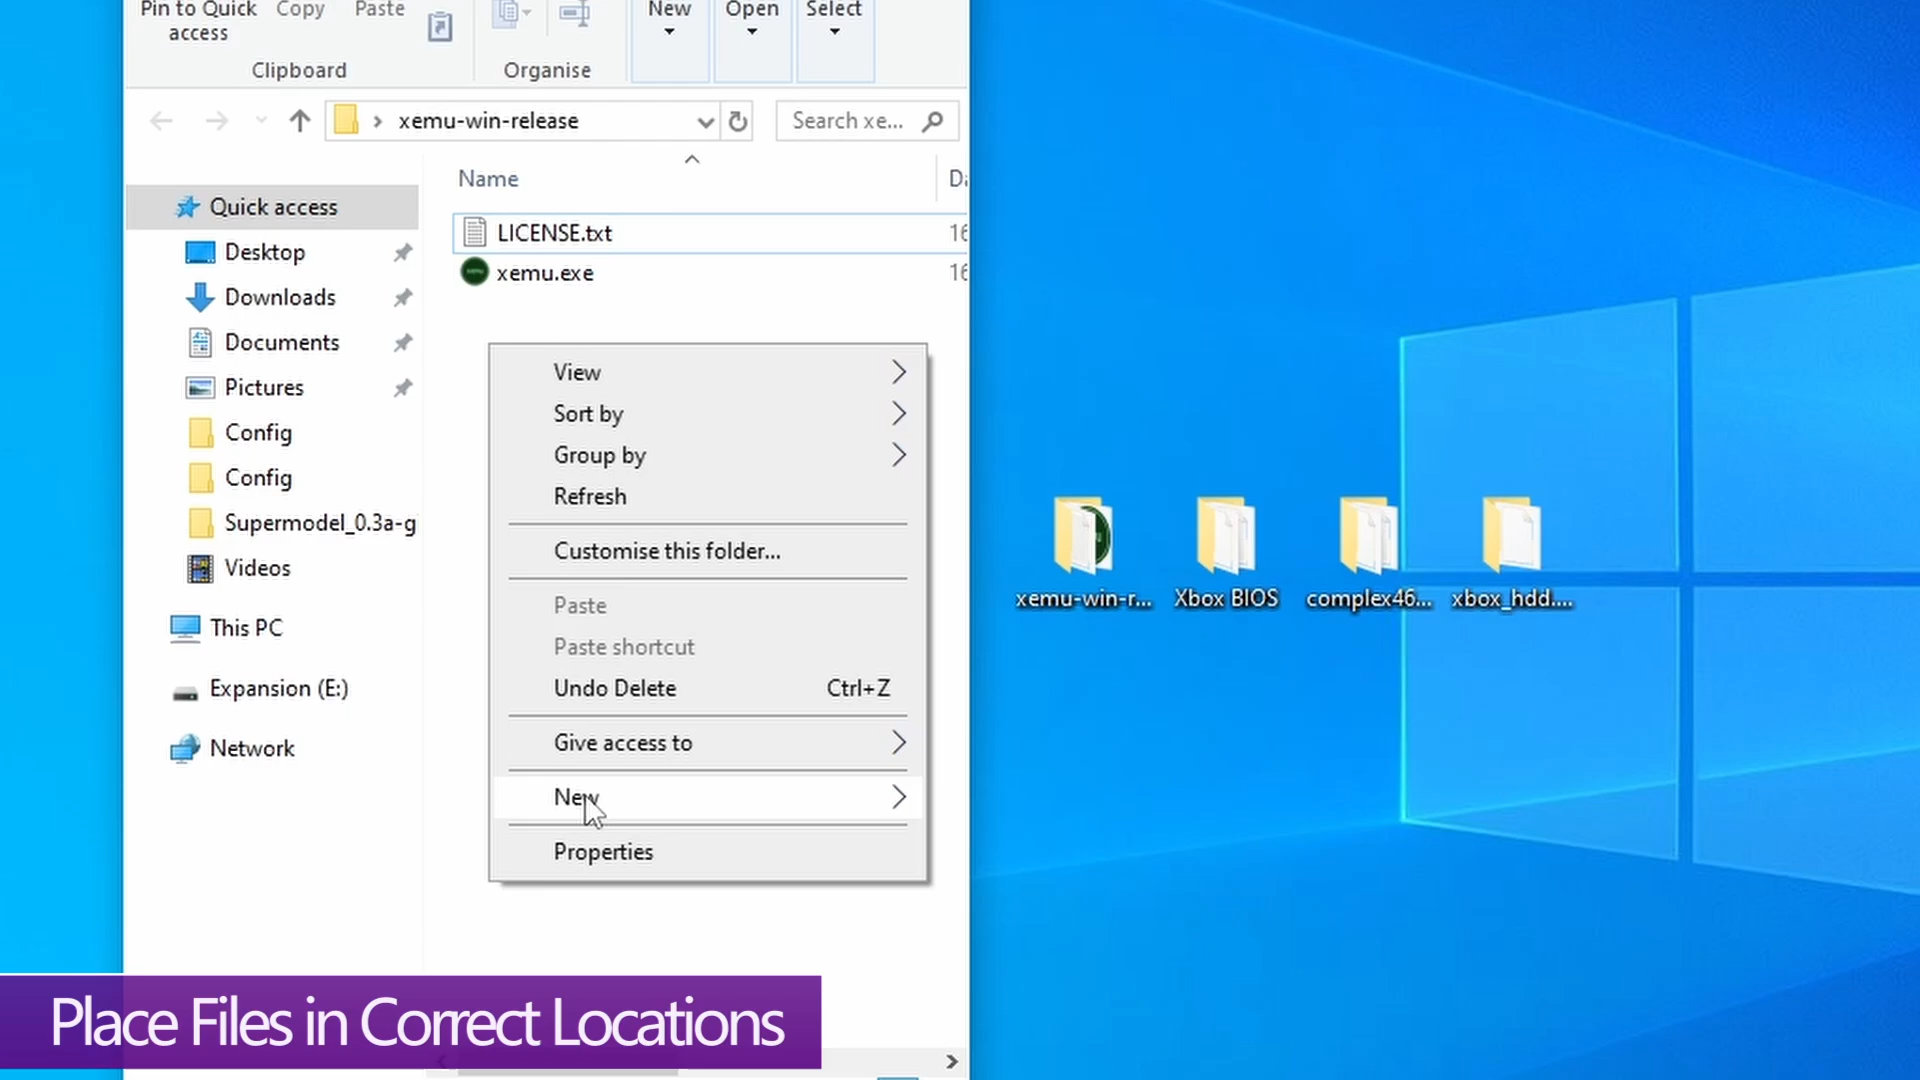 Pin to Quick access
Copy
Paste
New
Open
Select
Clipboard
Organise
xemu-win-release
Search xe...
Name
Da
Quick access
LICENSE.txt
16
Desktop
xemu.exe
16
Downloads
Documents
Pictures
Config
Config
Supermodel_0.3a-g
Videos
This PC
Expansion (E:)
Network
View
Sort by
Group by
Refresh
Customise this folder...
Paste
Paste shortcut
Undo Delete Ctrl+Z
Give access to
New
Properties
xemu-win-r...
Xbox BIOS
complex46...
xbox_hdd....
Place Files in Correct Locations